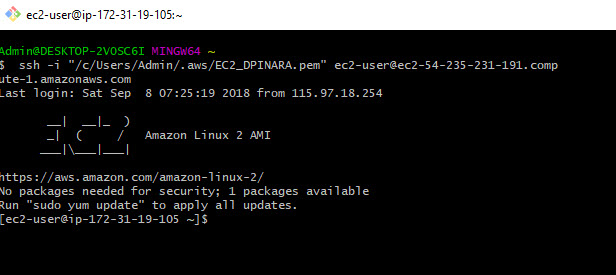 ec2-user@ip-172-31-19-105:~
Admin@DESKTOP-2VOSC6I MINGW64 ~
$  ssh -i "/c/Users/Admin/.aws/EC2_DPINARA.pem" ec2-user@ec2-54-235-231-191.comp
ute-1.amazonaws.com
Last login: Sat Sep  8 07:25:19 2018 from 115.97.18.254
       __|  __|_  )
       _|  (     /   Amazon Linux 2 AMI
      ___|\___|___|
https://aws.amazon.com/amazon-linux-2/
No packages needed for security; 1 packages available
Run "sudo yum update" to apply all updates.
[ec2-user@ip-172-31-19-105 ~]$